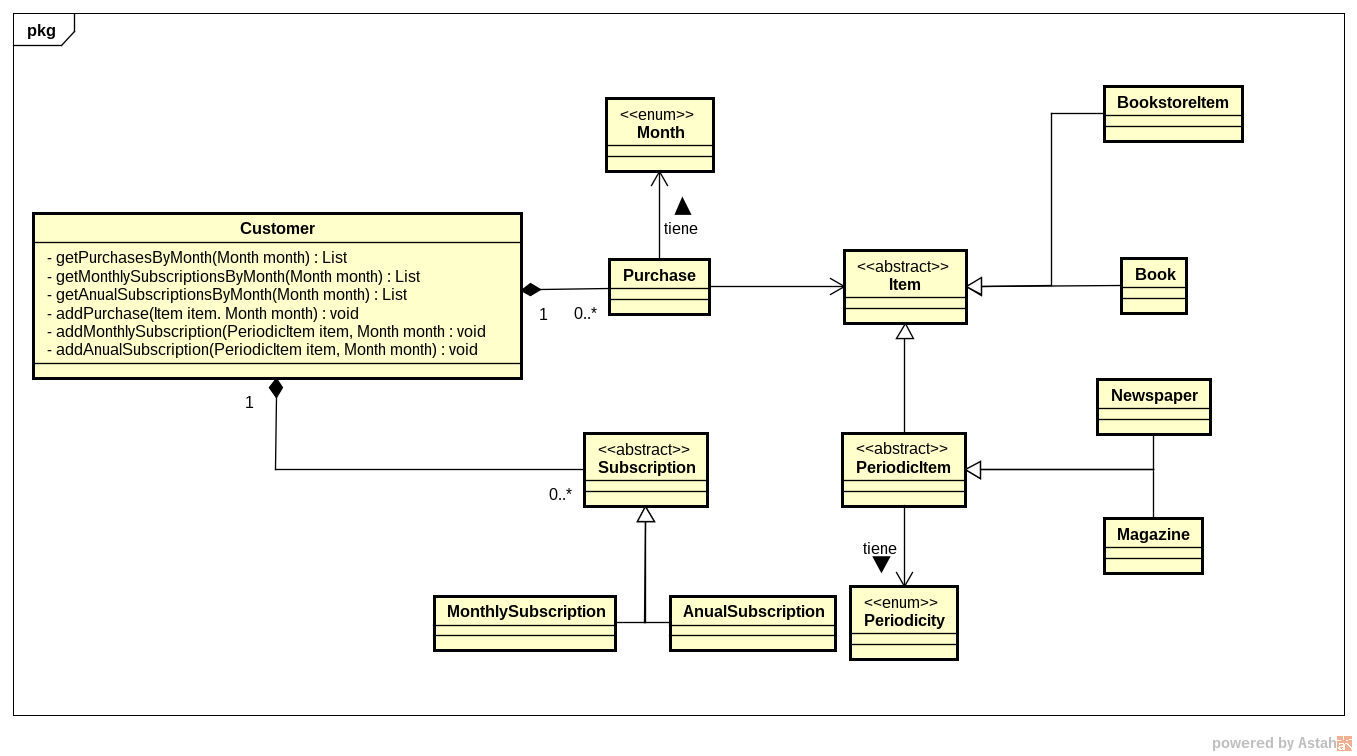 pkg
<<enum>>
Month
tiene
BookstoreItem
Customer
- getPurchasesByMonth(Month month) : List
- getMonthlySubscriptionsByMonth(Month month) : List
- getAnualSubscriptionsByMonth(Month month) : List
- addPurchase(Item item. Month month) : void
- addMonthlySubscription(PeriodicItem item, Month month : void
- addAnualSubscription(PeriodicItem item, Month month) : void
1
0..*
Purchase
<<abstract>>
Item
Book
1
0..*
<<abstract>>
Subscription
<<abstract>>
PeriodicItem
Newspaper
Magazine
tiene
MonthlySubscription
AnualSubscription
<<enum>>
Periodicity
powered by Astah